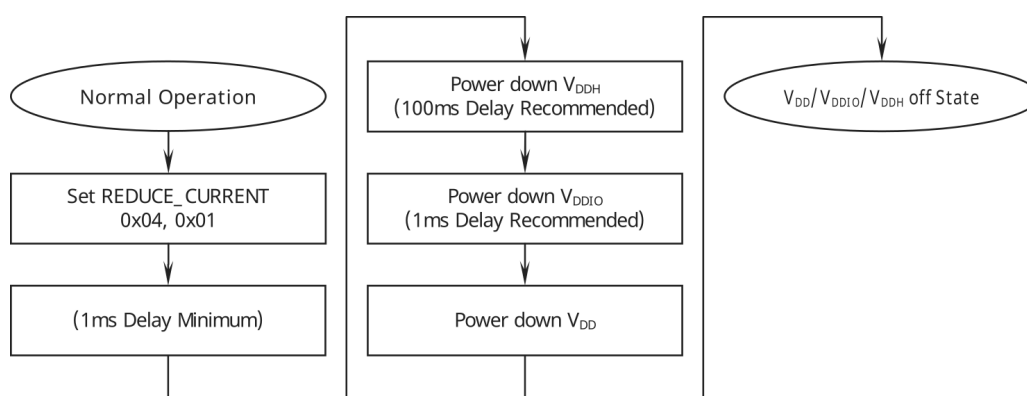 Normal Operation
Set REDUCE_CURRENT
0x04, 0x01
(1ms Delay Minimum)
Power down VDDH
(100ms Delay Recommended)
Power down VDDIO
(1ms Delay Recommended)
Power down VDD
VDD/VDDIO/VDDH off State